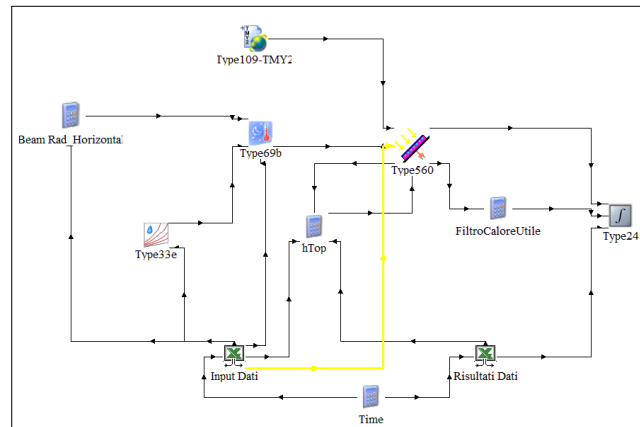 Type109-TMY2
Beam Rad_Horizontal
Type69b
Type560
Type33e
hTop
FiltroCaloreUtile
Type24
Input Dati
Risultati Dati
Time